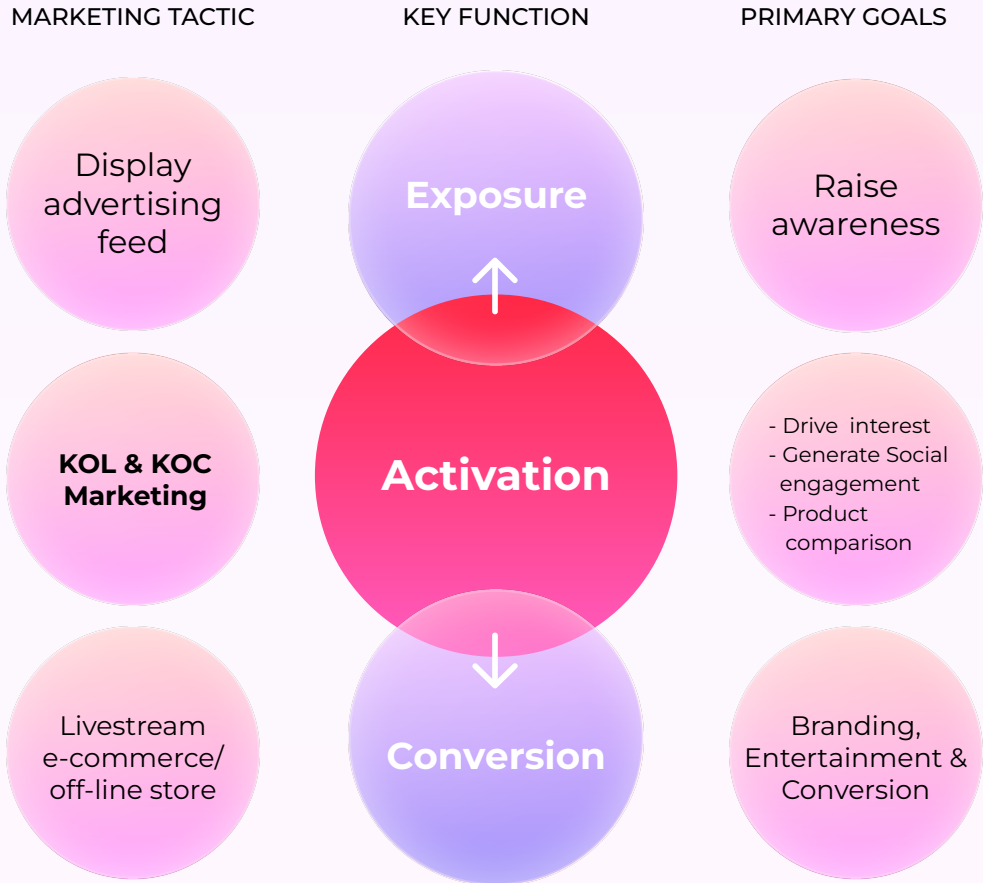 MARKETING TACTIC
KEY FUNCTION
PRIMARY GOALS
Display
advertising
feed
Exposure
Raise
awareness
KOL & KOC
Marketing
Activation
- Drive interest
- Generate Social
engagement
- Product
comparison
Livestream
e-commerce/
off-line store
Conversion
Branding,
Entertainment &
Conversion